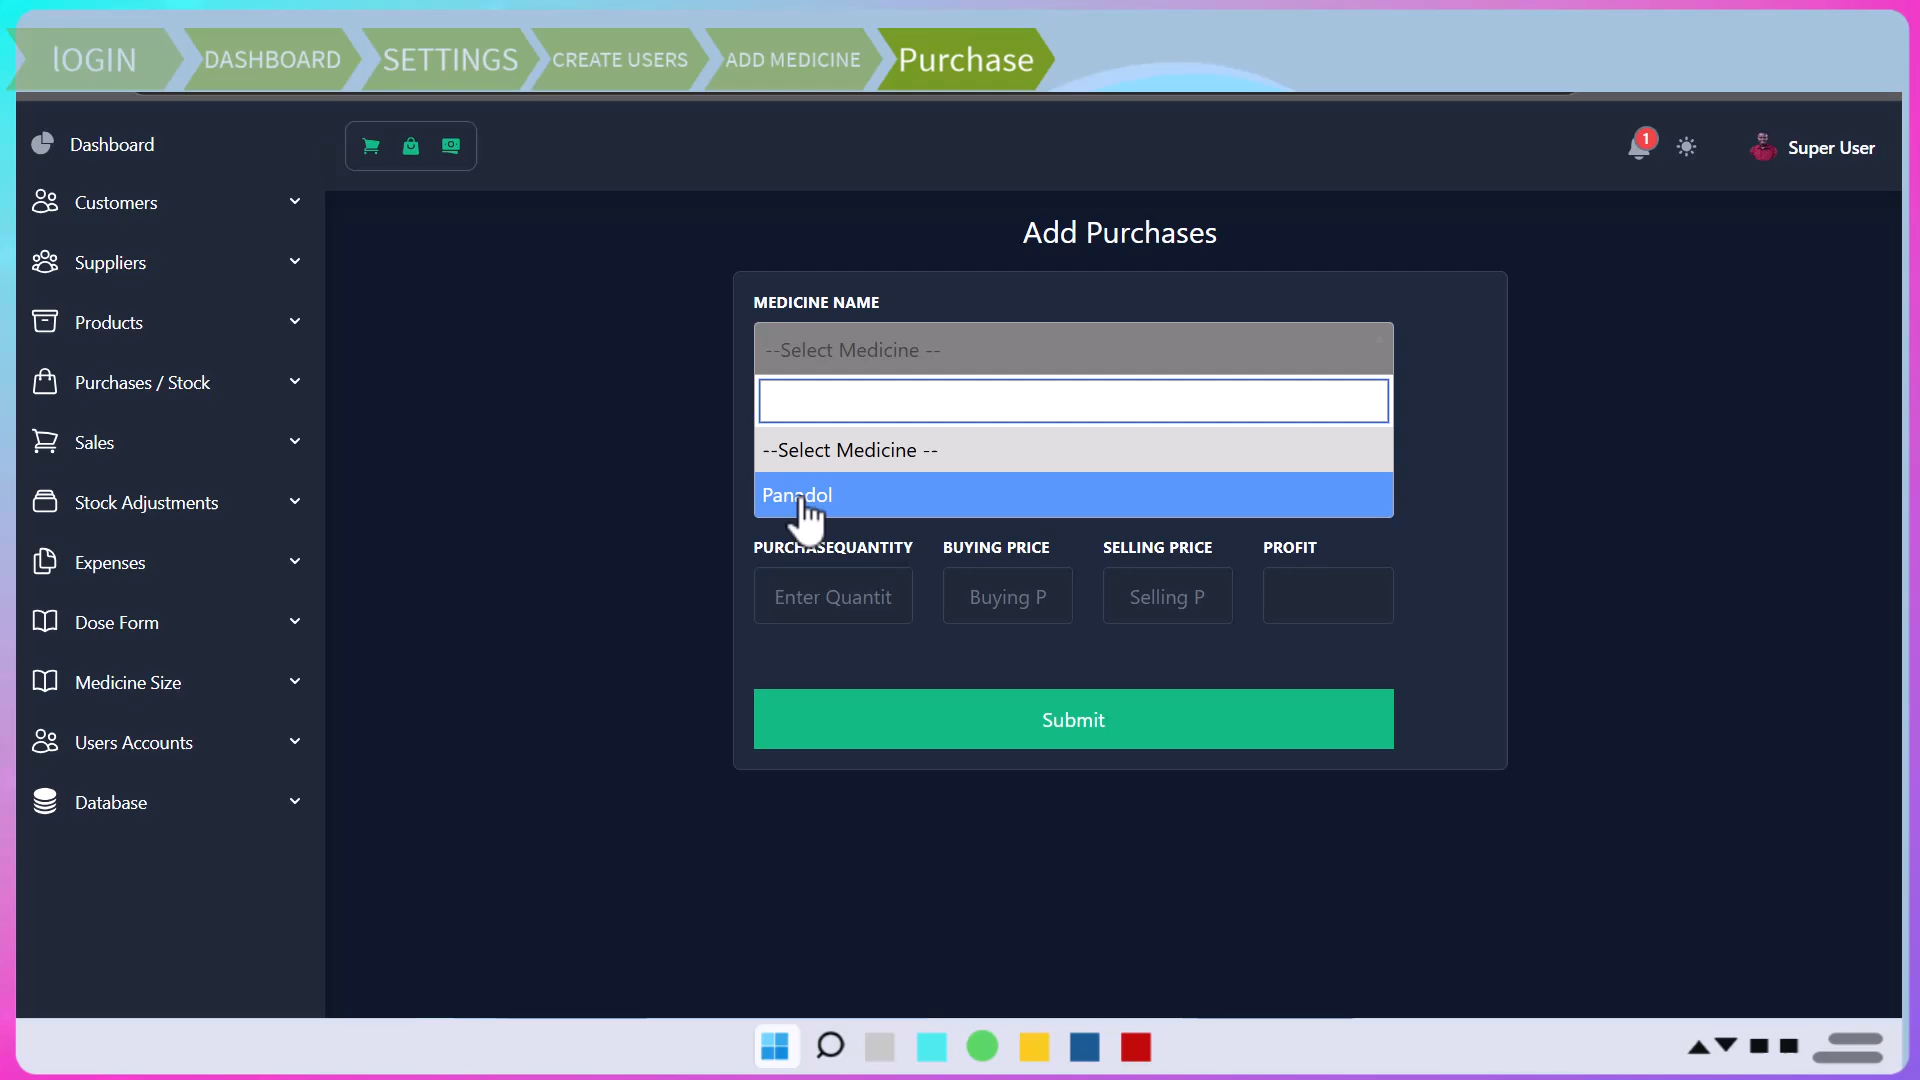 lOGIN
DASHBOARD
SETTINGS
CREATE USERS
ADD MEDICINE
Purchase
Dashboard
Customers
Suppliers
Products
Purchases / Stock
Sales
Stock Adjustments
Expenses
Dose Form
Medicine Size
Users Accounts
Database
1
Super User
Add Purchases
MEDICINE NAME
--Select Medicine --
--Select Medicine --
Panadol
PURCHASEQUANTITY
BUYING PRICE
SELLING PRICE
PROFIT
Enter Quantit
Buying P
Selling P
Submit